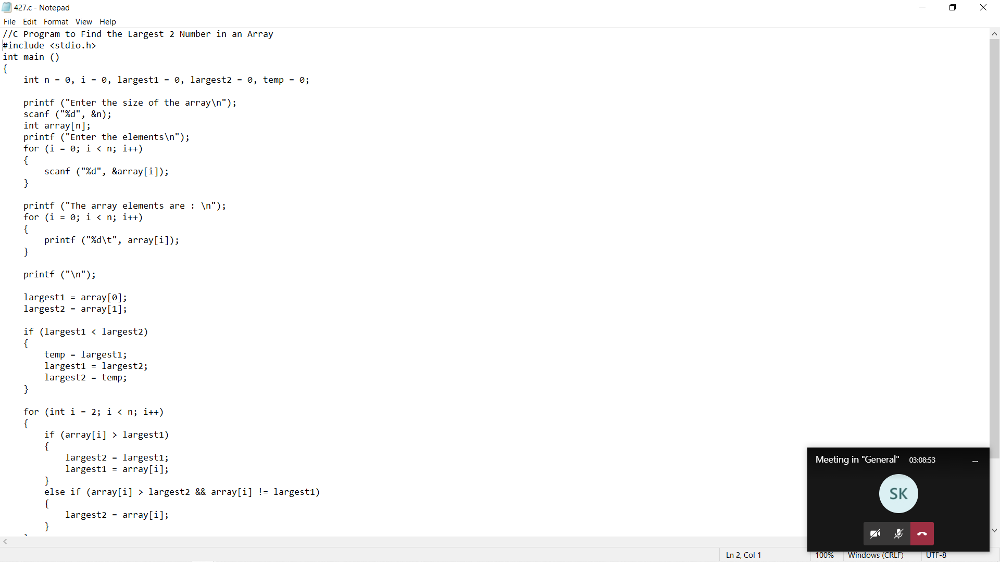 427.c - Notepad
File Edit Format View Help
//C Program to Find the Largest 2 Number in an Array
#include <stdio.h>
int main ()
{
    int n = 0, i = 0, largest1 = 0, largest2 = 0, temp = 0;

    printf ("Enter the size of the array\n");
    scanf ("%d", &n);
    int array[n];
    printf ("Enter the elements\n");
    for (i = 0; i < n; i++)
    {
        scanf ("%d", &array[i]);
    }

    printf ("The array elements are : \n");
    for (i = 0; i < n; i++)
    {
        printf ("%d\t", array[i]);
    }

    printf ("\n");

    largest1 = array[0];
    largest2 = array[1];

    if (largest1 < largest2)
    {
        temp = largest1;
        largest1 = largest2;
        largest2 = temp;
    }

    for (int i = 2; i < n; i++)
    {
        if (array[i] > largest1)
        {
            largest2 = largest1;
            largest1 = array[i];
        }
        else if (array[i] > largest2 && array[i] != largest1)
        {
            largest2 = array[i];
        }
Meeting in "General" 03:08:53
SK
Ln 2, Col 1 100% Windows (CRLF) UTF-8